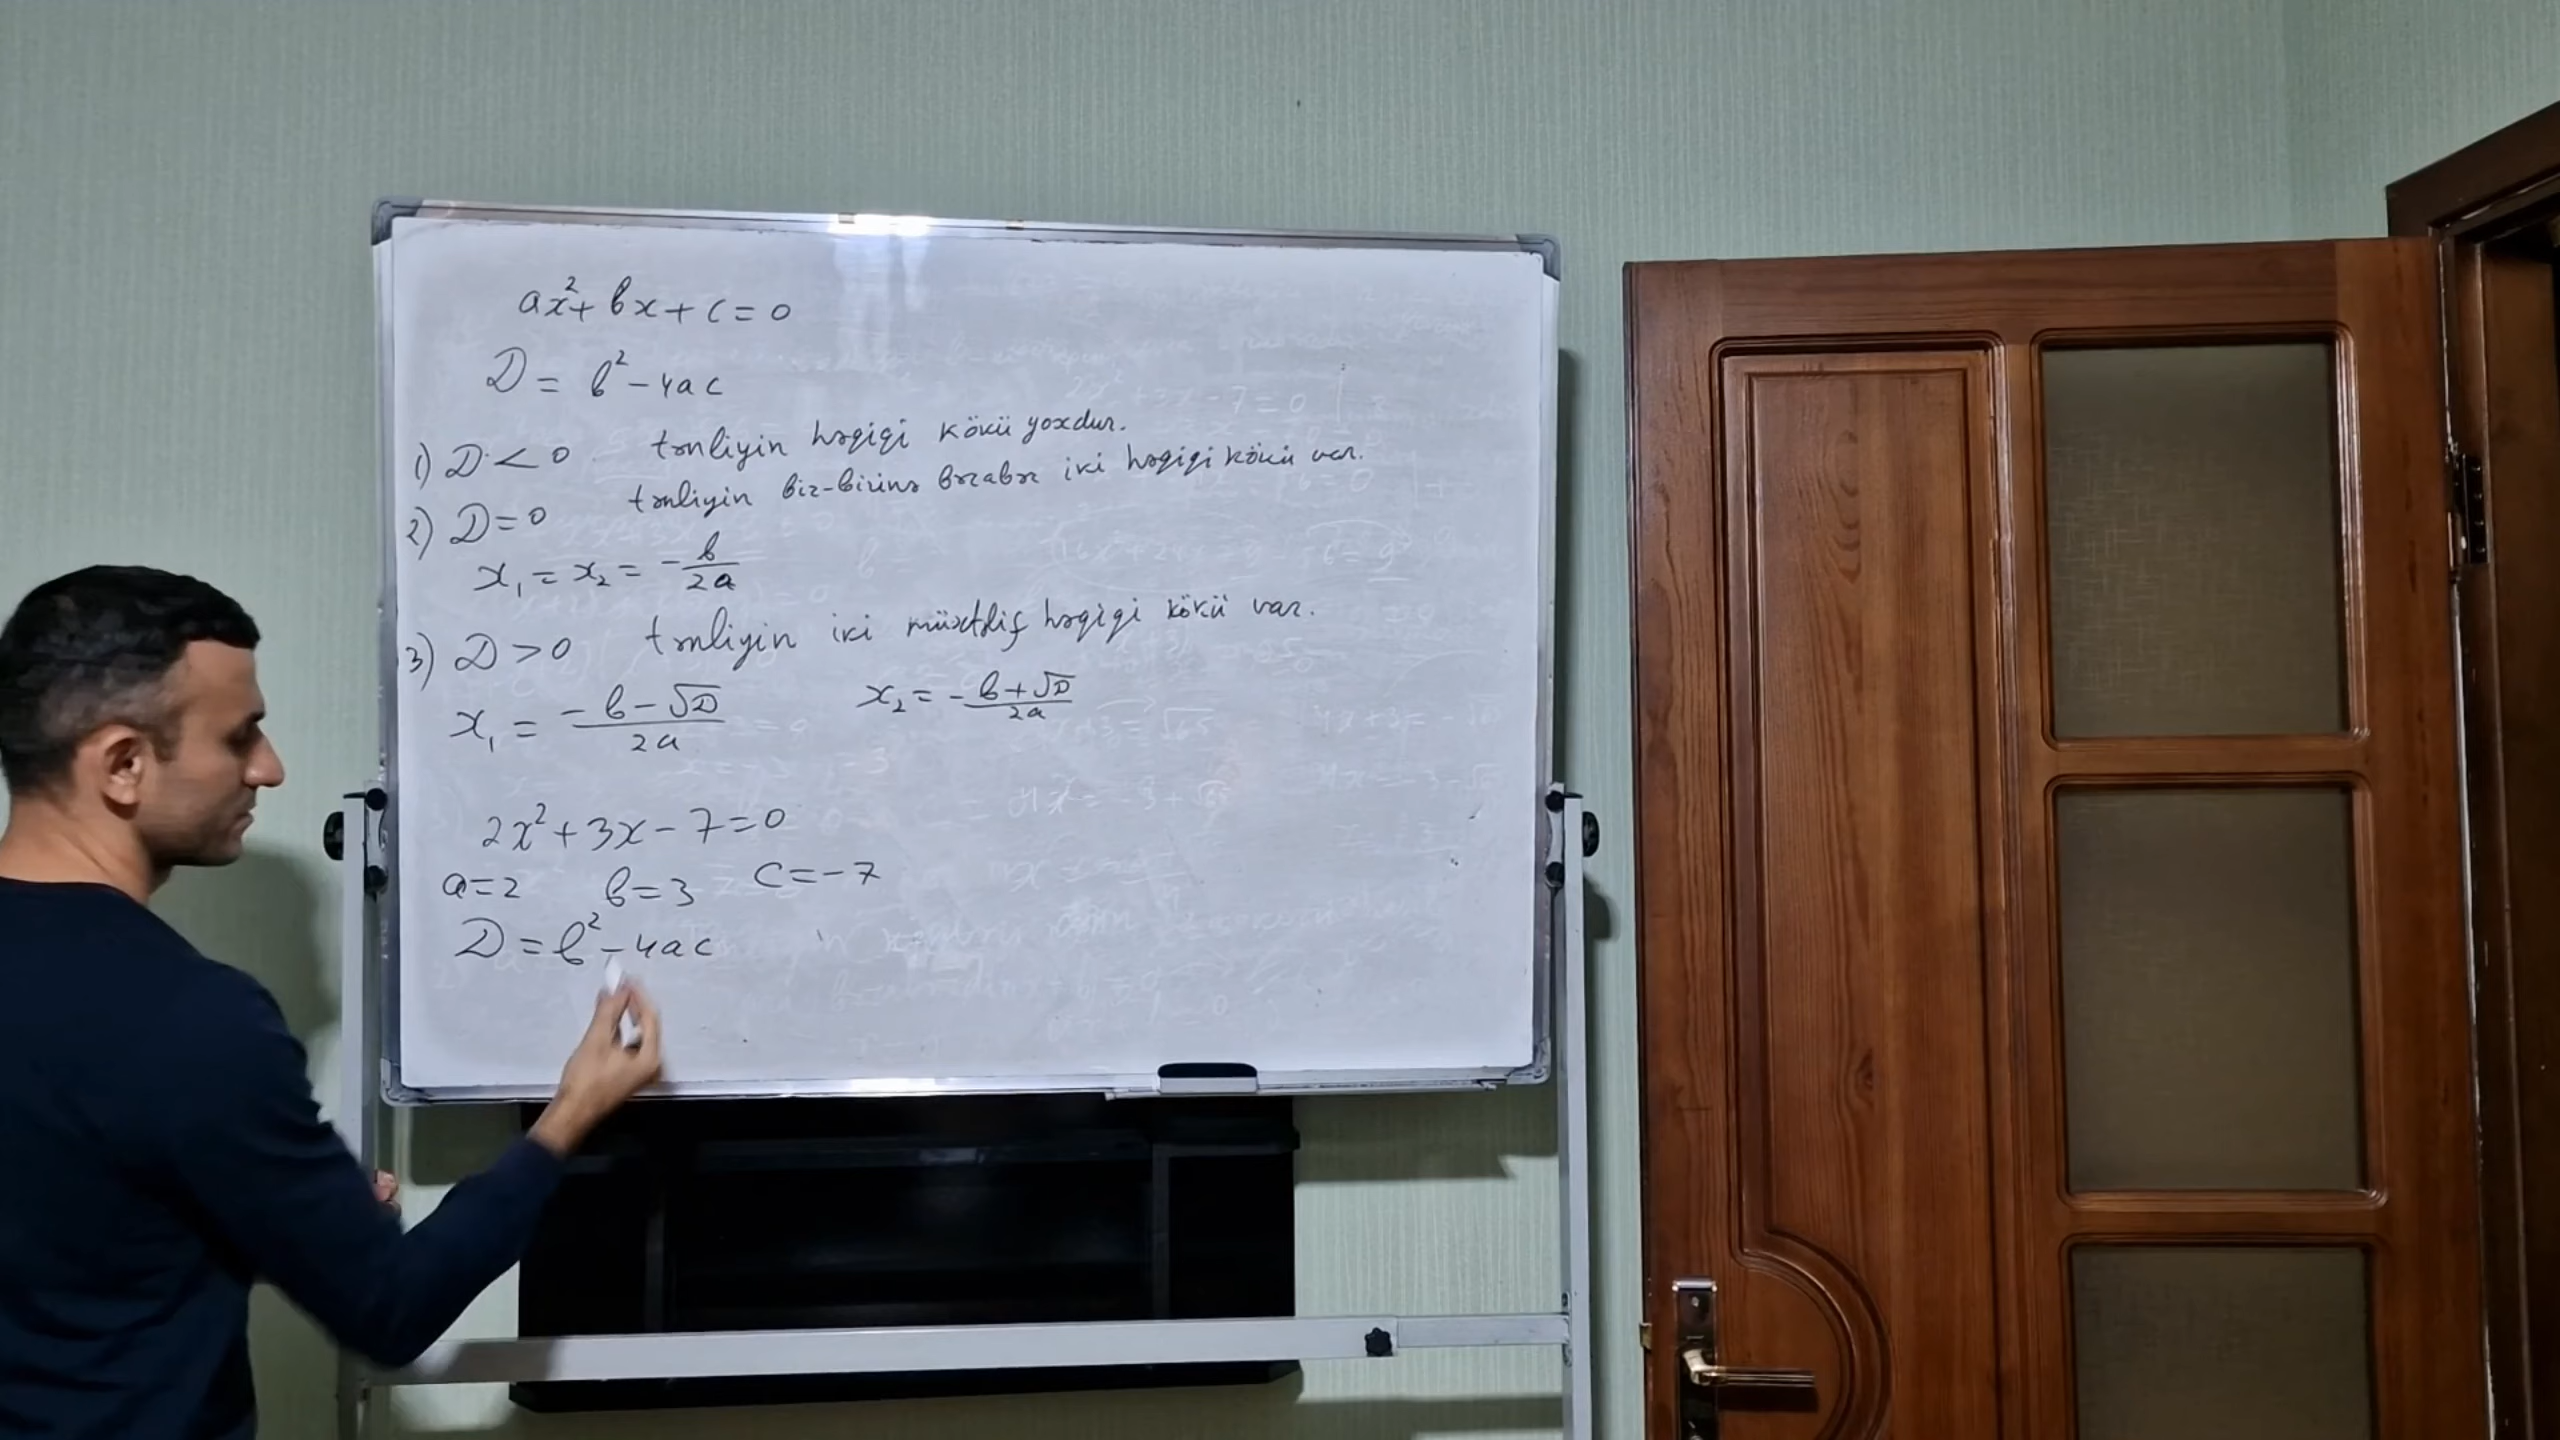 ax²+ bx + c = 0
D = b² - 4ac
1) D < 0 tənliyin həqiqi kökü yoxdur.
2) D = 0 tənliyin bir-birinə bərabər iki həqiqi kökü var.
x₁ = x₂ = -b/2a
3) D > 0 tənliyin iki müxtəlif həqiqi kökü var.
x₁ = (-b-√D)/2a x₂ = -(b+√D)/2a
2x² + 3x - 7 = 0
a=2 b=3 c=-7
D = b² - 4ac